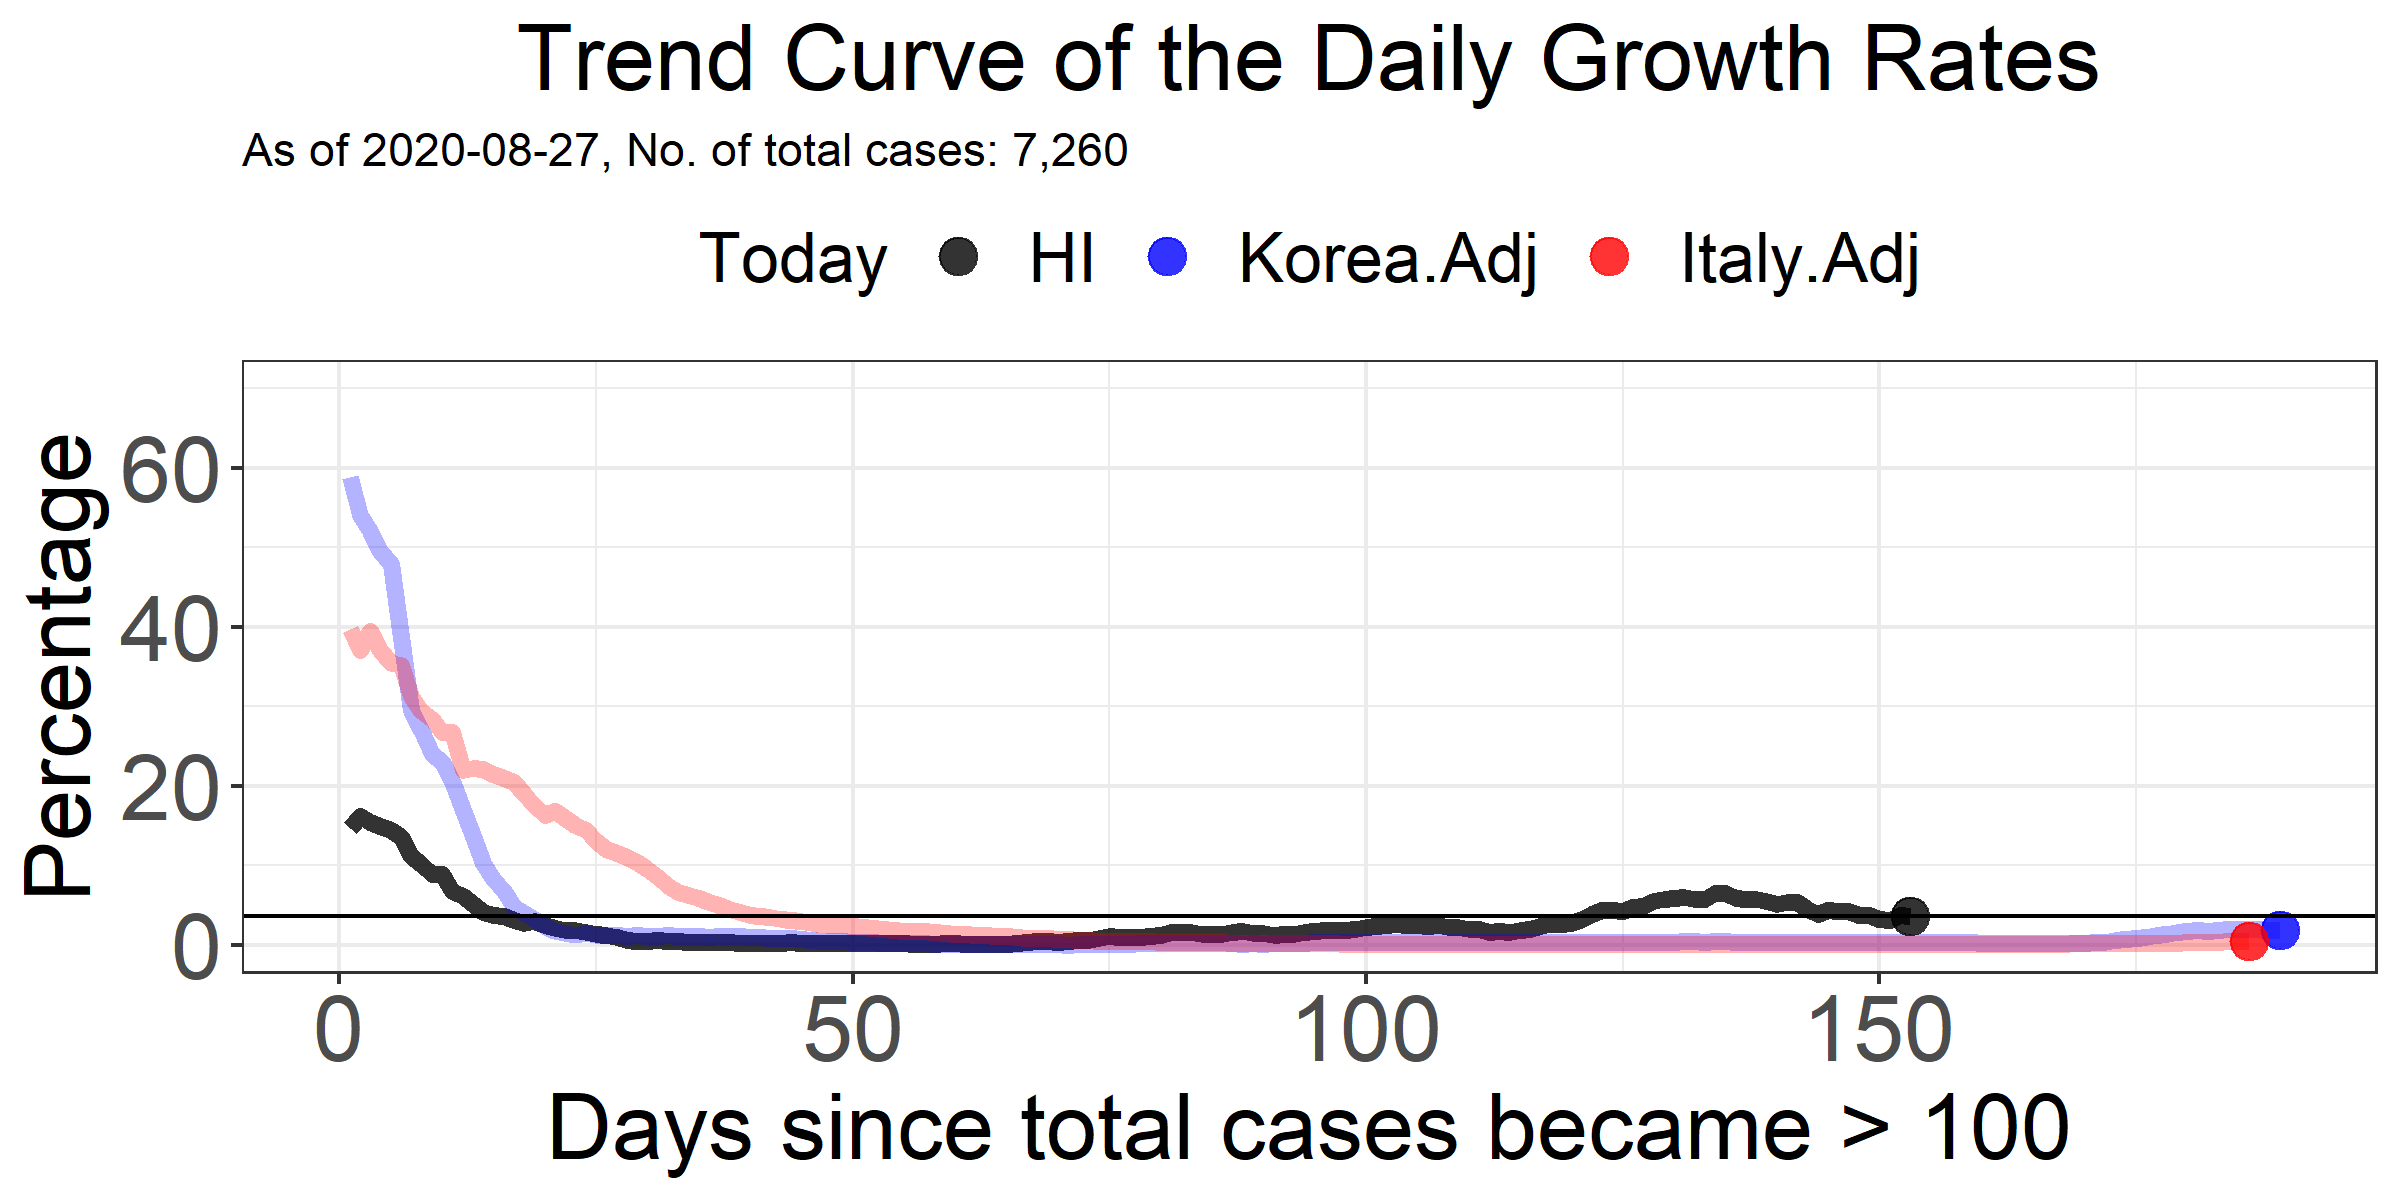 Trend Curve of the Daily Growth Rates
As of 2020-08-27, No. of total cases: 7,260
Today HI Korea.Adj Italy.Adj
Percentage
60
40
20
0
0 50 100 150
Days since total cases became > 100